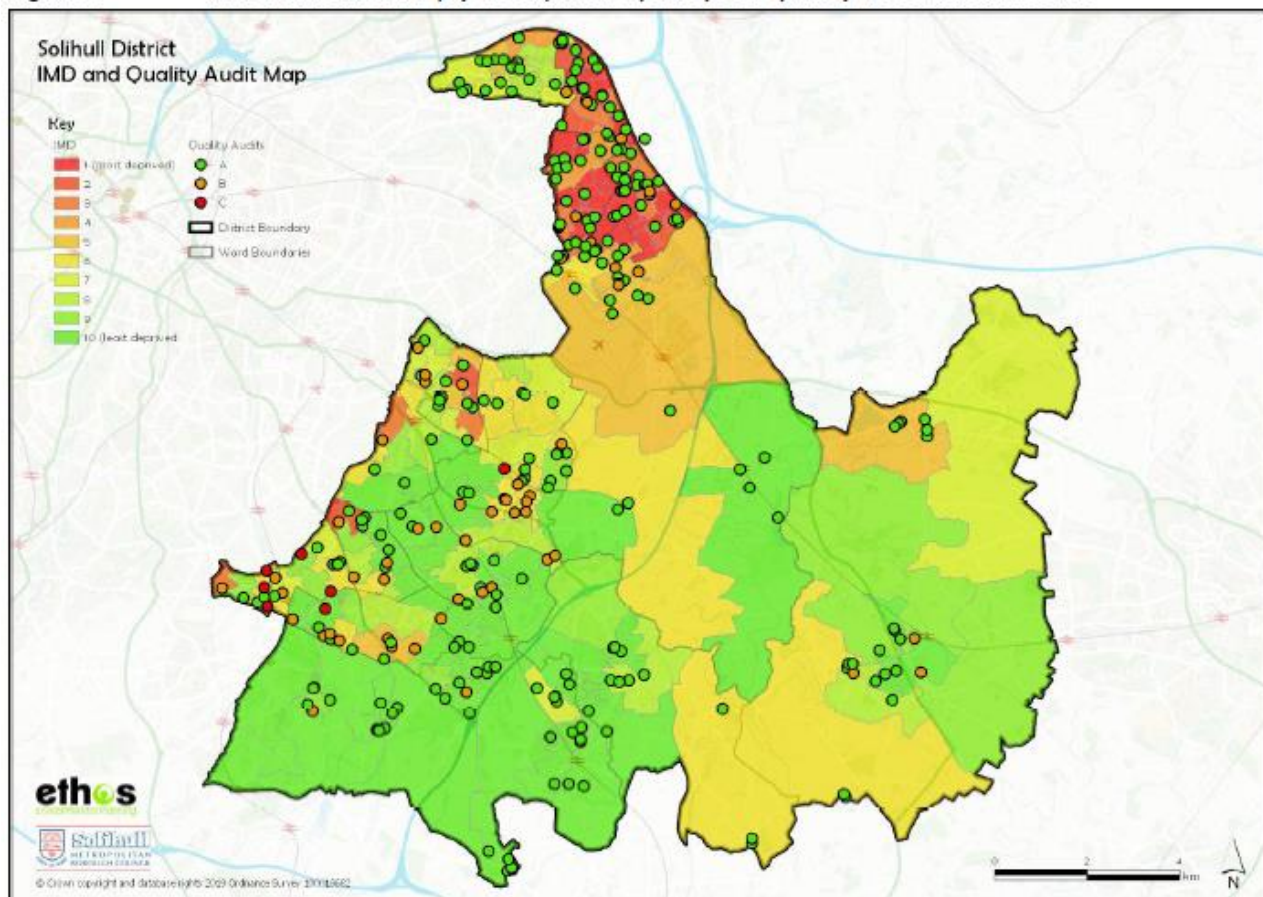 Solihull District
IMD and Quality Audit Map
Key
IMD
1 (most deprived)
2
3
4
5
6
7
8
9
10 (least deprived
Quality Audits
A
B
C
District Boundary
Ward Boundaries
ethos
Solihull
METROPOLITAN
BOROUGH COUNCIL
© Crown copyright and database rights 2019 Ordnance Survey
0 2 4
km
N